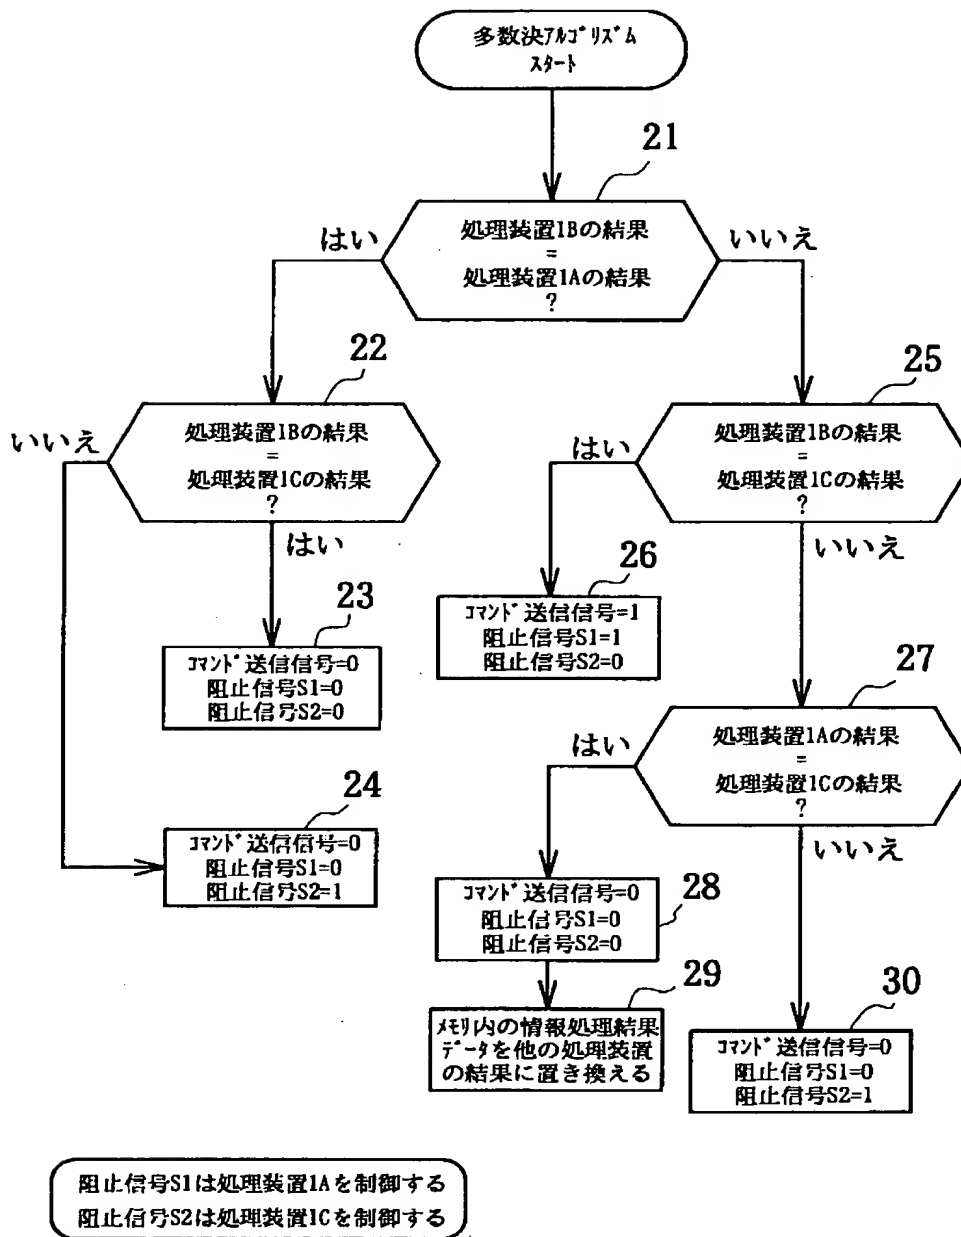 多数決アルゴリズム
スタート
21
処理装置1Bの結果
=
処理装置1Aの結果
?
はい
いいえ
22
処理装置1Bの結果
=
処理装置1Cの結果
?
いいえ
はい
25
処理装置1Bの結果
=
処理装置1Cの結果
?
はい
いいえ
23
コマンド送信信号=0
阻止信号S1=0
阻止信号S2=0
26
コマンド送信信号=1
阻止信号S1=1
阻止信号S2=0
24
コマンド送信信号=0
阻止信号S1=0
阻止信号S2=1
27
処理装置1Aの結果
=
処理装置1Cの結果
?
はい
いいえ
28
コマンド送信信号=0
阻止信号S1=0
阻止信号S2=0
29
メモリ内の情報処理結果
データを他の処理装置
の結果に置き換える
30
コマンド送信信号=0
阻止信号S1=0
阻止信号S2=1
阻止信号S1は処理装置1Aを制御する
阻止信号S2は処理装置1Cを制御する